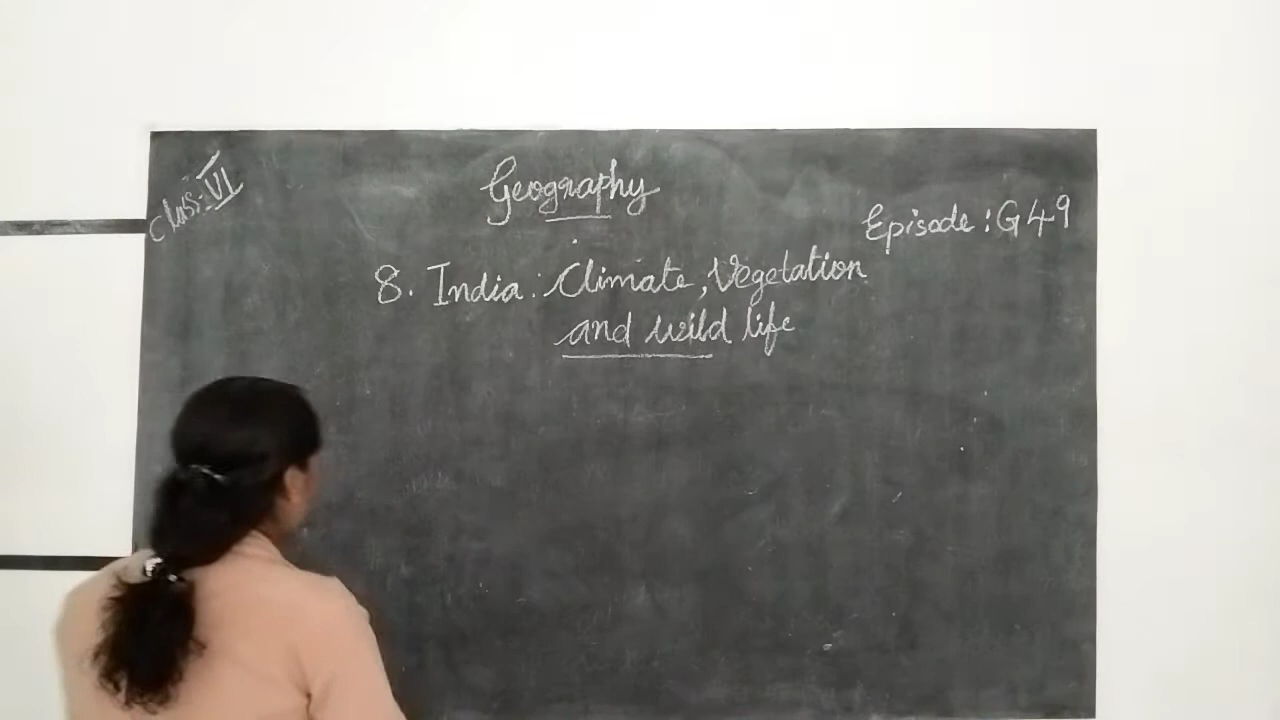 Class: VI
Geography
Episode: G49
8. India: Climate, Vegetation
and wild life